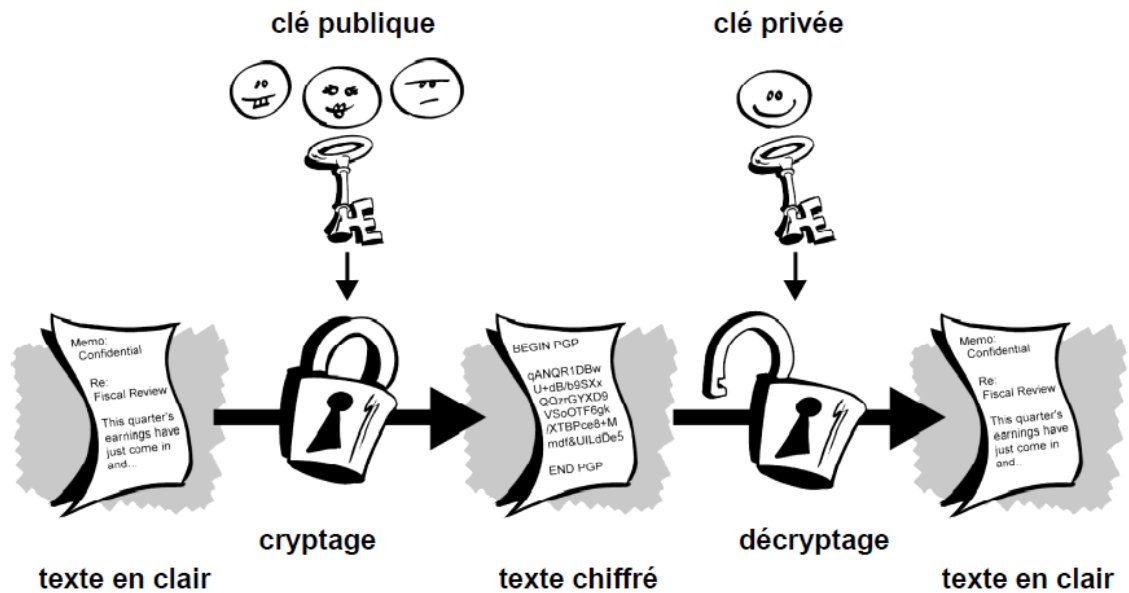 clé publique
clé privée
Memo:
Confidential
Re:
Fiscal Review
This quarter's
earnings have
just come in
and...
BEGIN PGP
qANQR1DBw
U+dB/b9SXx
QOzrGYXD9
VSoOTF6gk
/XTBPce8+M
mdf&UILdDe5
END PGP
Memo:
Confidential
Re:
Fiscal Review
This quarter's
earnings have
just come in
and...
cryptage
décryptage
texte en clair
texte chiffré
texte en clair